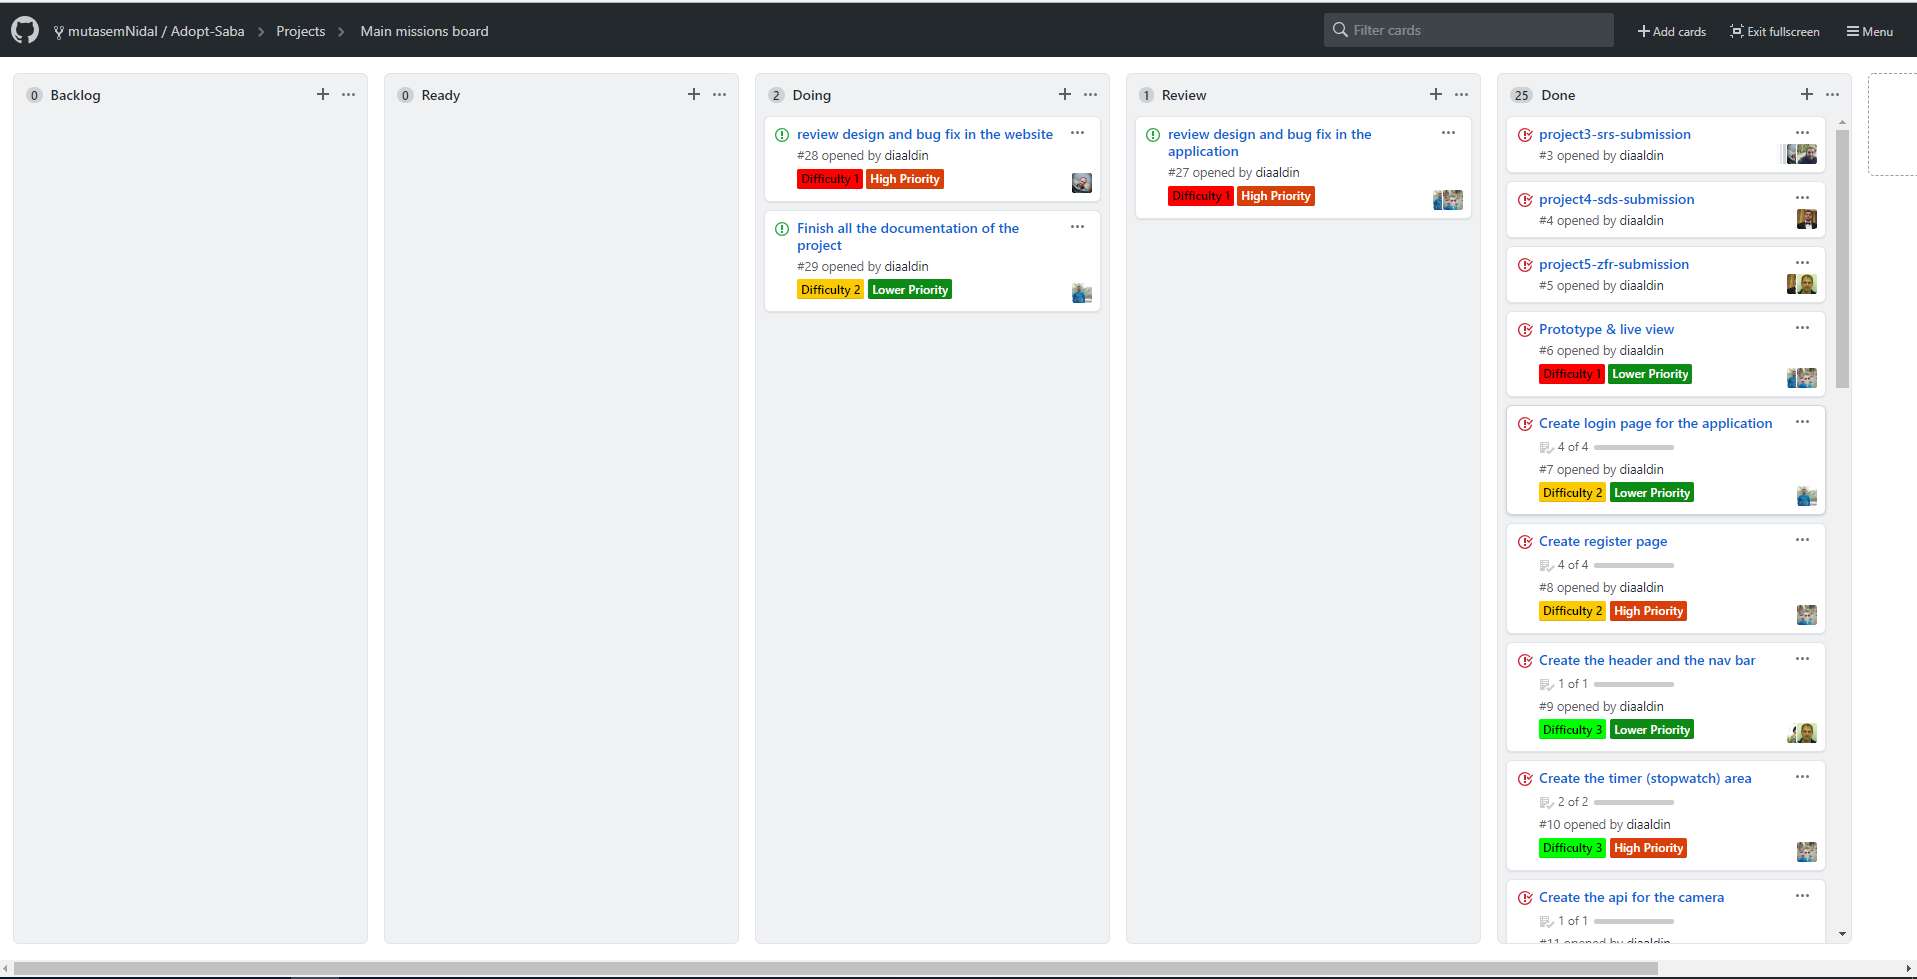 mutasemNidal / Adopt-Saba
Projects
Main missions board
Filter cards
Add cards
Exit fullscreen
Menu
0 Backlog
0 Ready
2 Doing
review design and bug fix in the website
#28 opened by diaaldin
Difficulty 1 High Priority
Finish all the documentation of the
project
#29 opened by diaaldin
Difficulty 2 Lower Priority
1 Review
review design and bug fix in the
application
#27 opened by diaaldin
Difficulty 1 High Priority
25 Done
project3-srs-submission
#3 opened by diaaldin
project4-sds-submission
#4 opened by diaaldin
project5-zfr-submission
#5 opened by diaaldin
Prototype & live view
#6 opened by diaaldin
Difficulty 1 Lower Priority
Create login page for the application
4 of 4
#7 opened by diaaldin
Difficulty 2 Lower Priority
Create register page
4 of 4
#8 opened by diaaldin
Difficulty 2 High Priority
Create the header and the nav bar
1 of 1
#9 opened by diaaldin
Difficulty 3 Lower Priority
Create the timer (stopwatch) area
2 of 2
#10 opened by diaaldin
Difficulty 3 High Priority
Create the api for the camera
1 of 1
#11 opened by diaaldin